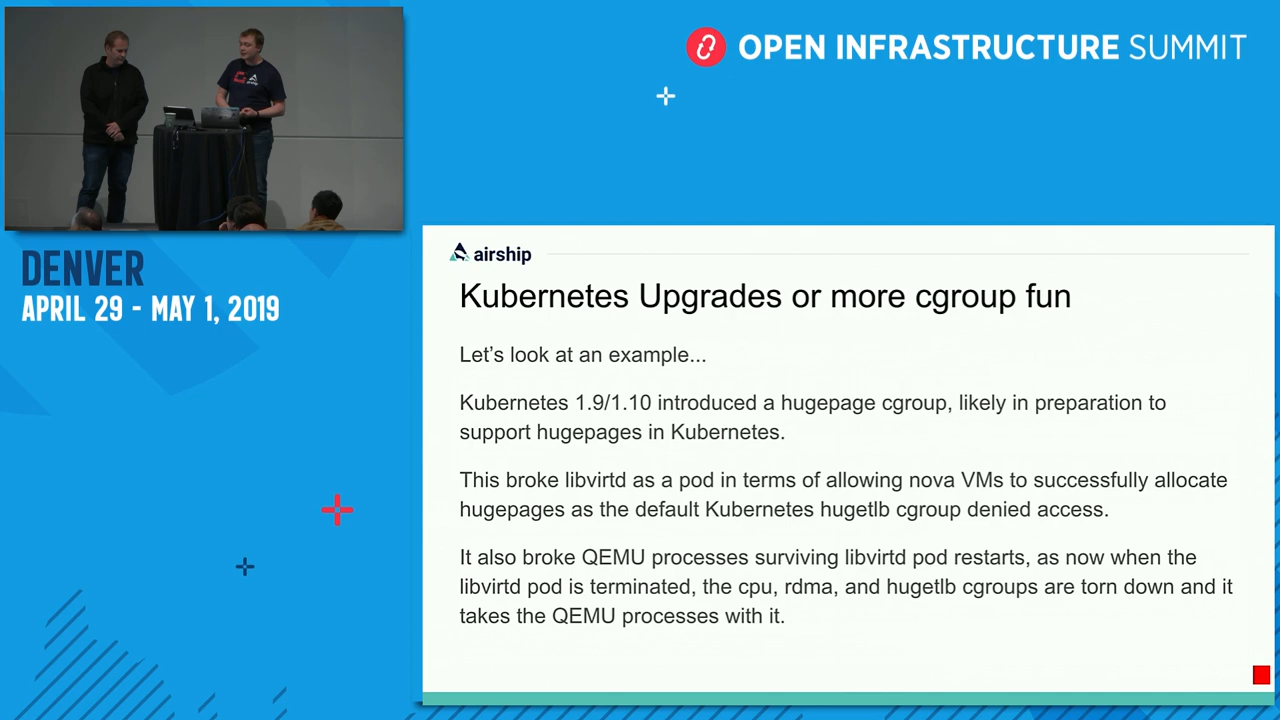 OPEN INFRASTRUCTURE SUMMIT
airship
DENVER
APRIL 29 - MAY 1, 2019
airship
Kubernetes Upgrades or more cgroup fun
Let's look at an example...
Kubernetes 1.9/1.10 introduced a hugepage cgroup, likely in preparation to
support hugepages in Kubernetes.
This broke libvirtd as a pod in terms of allowing nova VMs to successfully allocate
hugepages as the default Kubernetes hugetlb cgroup denied access.
It also broke QEMU processes surviving libvirtd pod restarts, as now when the
libvirtd pod is terminated, the cpu, rdma, and hugetlb cgroups are torn down and it
takes the QEMU processes with it.